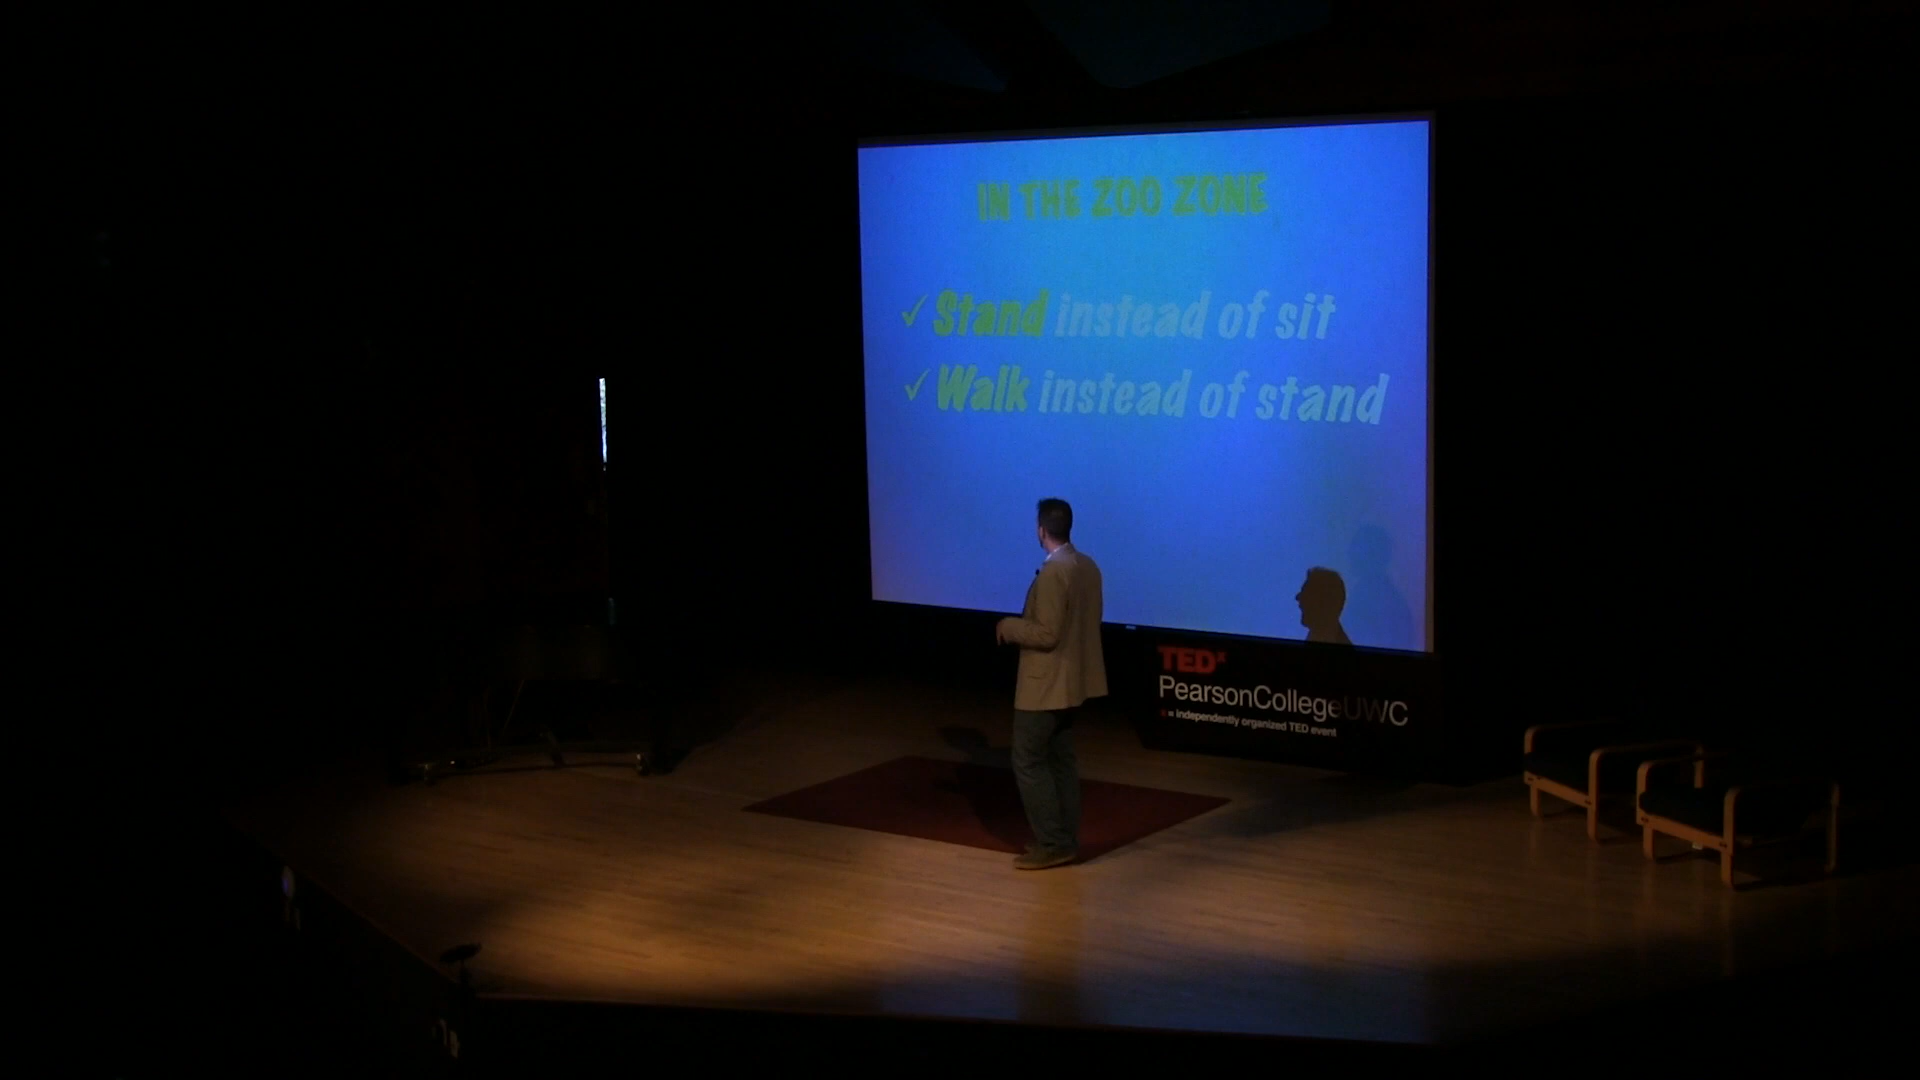 IN THE ZOO ZONE
✓ Stand instead of sit
✓ Walk instead of stand
TEDx
PearsonCollegeUWC
x = independently organized TED event